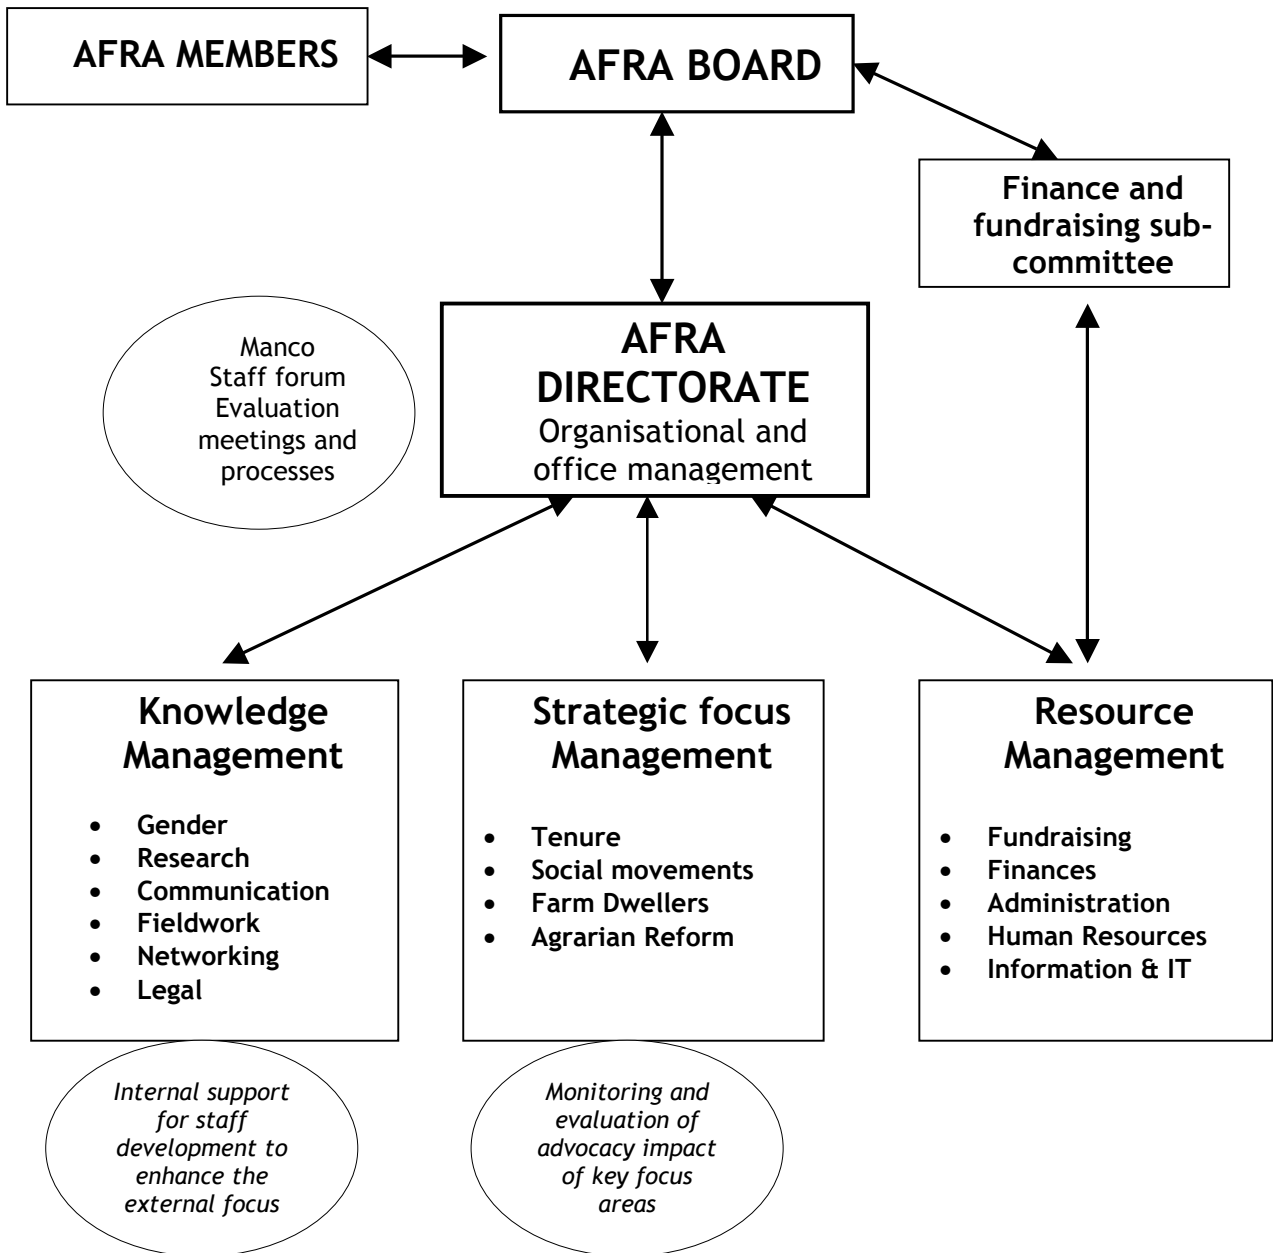 AFRA MEMBERS
AFRA BOARD
Finance and
fundraising sub-
committee
Manco
Staff forum
Evaluation
meetings and
processes
AFRA
DIRECTORATE
Organisational and
office management
Knowledge
Management
• Gender
• Research
• Communication
• Fieldwork
• Networking
• Legal
Strategic focus
Management
• Tenure
• Social movements
• Farm Dwellers
• Agrarian Reform
Resource
Management
• Fundraising
• Finances
• Administration
• Human Resources
• Information & IT
Internal support
for staff
development to
enhance the
external focus
Monitoring and
evaluation of
advocacy impact
of key focus
areas